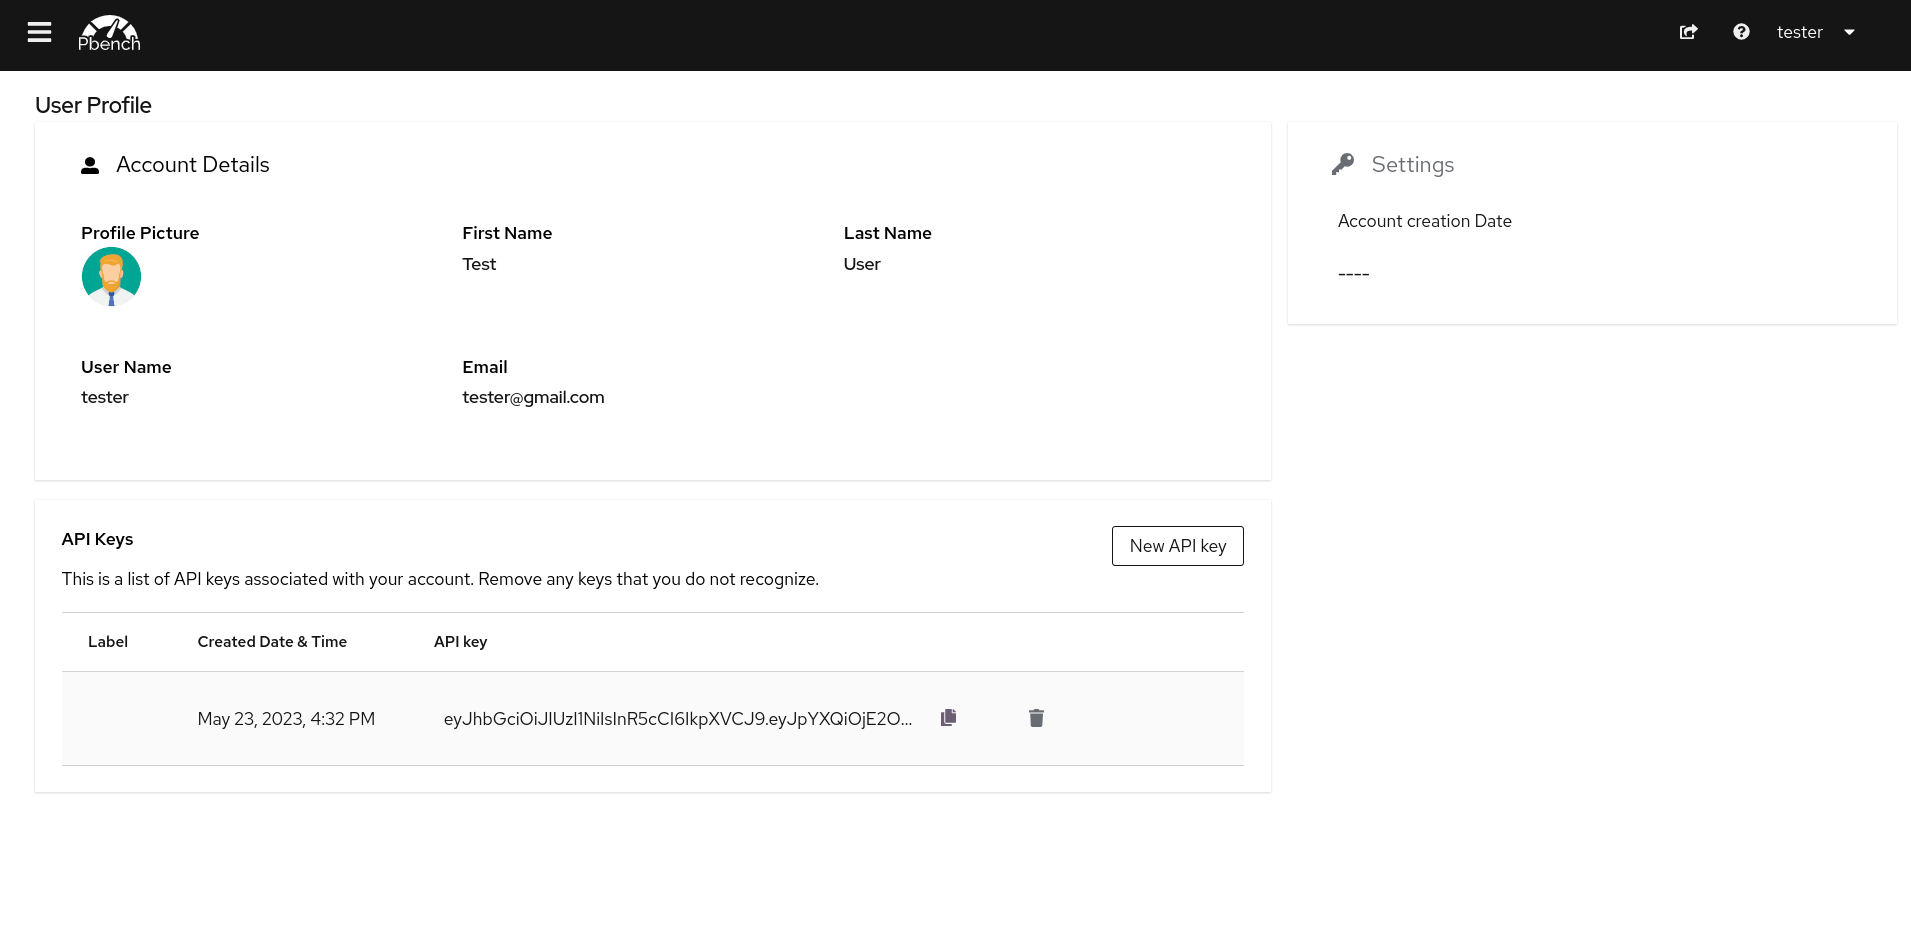 Pbench
tester
User Profile
Account Details
Profile Picture
First Name
Test
Last Name
User
User Name
tester
Email
tester@gmail.com
Settings
Account creation Date
----
API Keys
New API key
This is a list of API keys associated with your account. Remove any keys that you do not recognize.
Label Created Date & Time API key
May 23, 2023, 4:32 PM eyJhbGciOiJIUzI1NiIsInR5cCI6IkpXVCJ9.eyJpYXQiOjE2O...